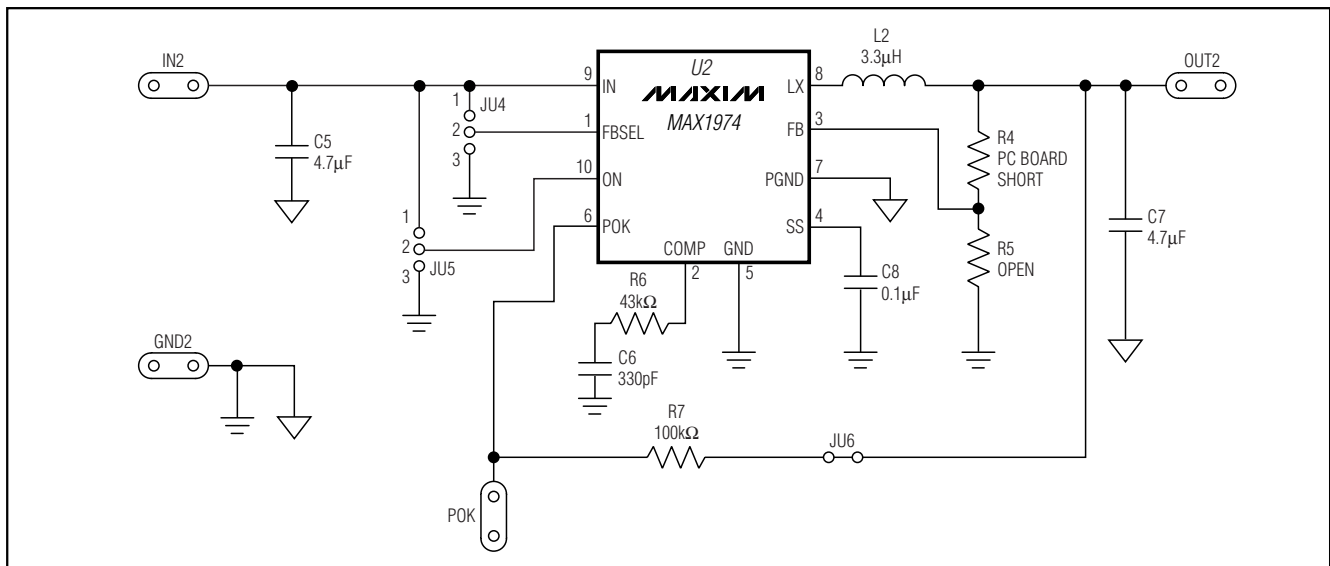 IN2
C5
4.7μF
1
2
3
JU4
1
2
3
JU5
9
1
10
6
IN
FBSEL
ON
POK
U2
MAXIM
MAX1974
LX
FB
PGND
SS
COMP
GND
8
3
7
4
2
5
L2
3.3μH
OUT2
R4
PC BOARD
SHORT
R5
OPEN
C7
4.7μF
C8
0.1μF
R6
43kΩ
C6
330pF
GND2
R7
100kΩ
JU6
POK